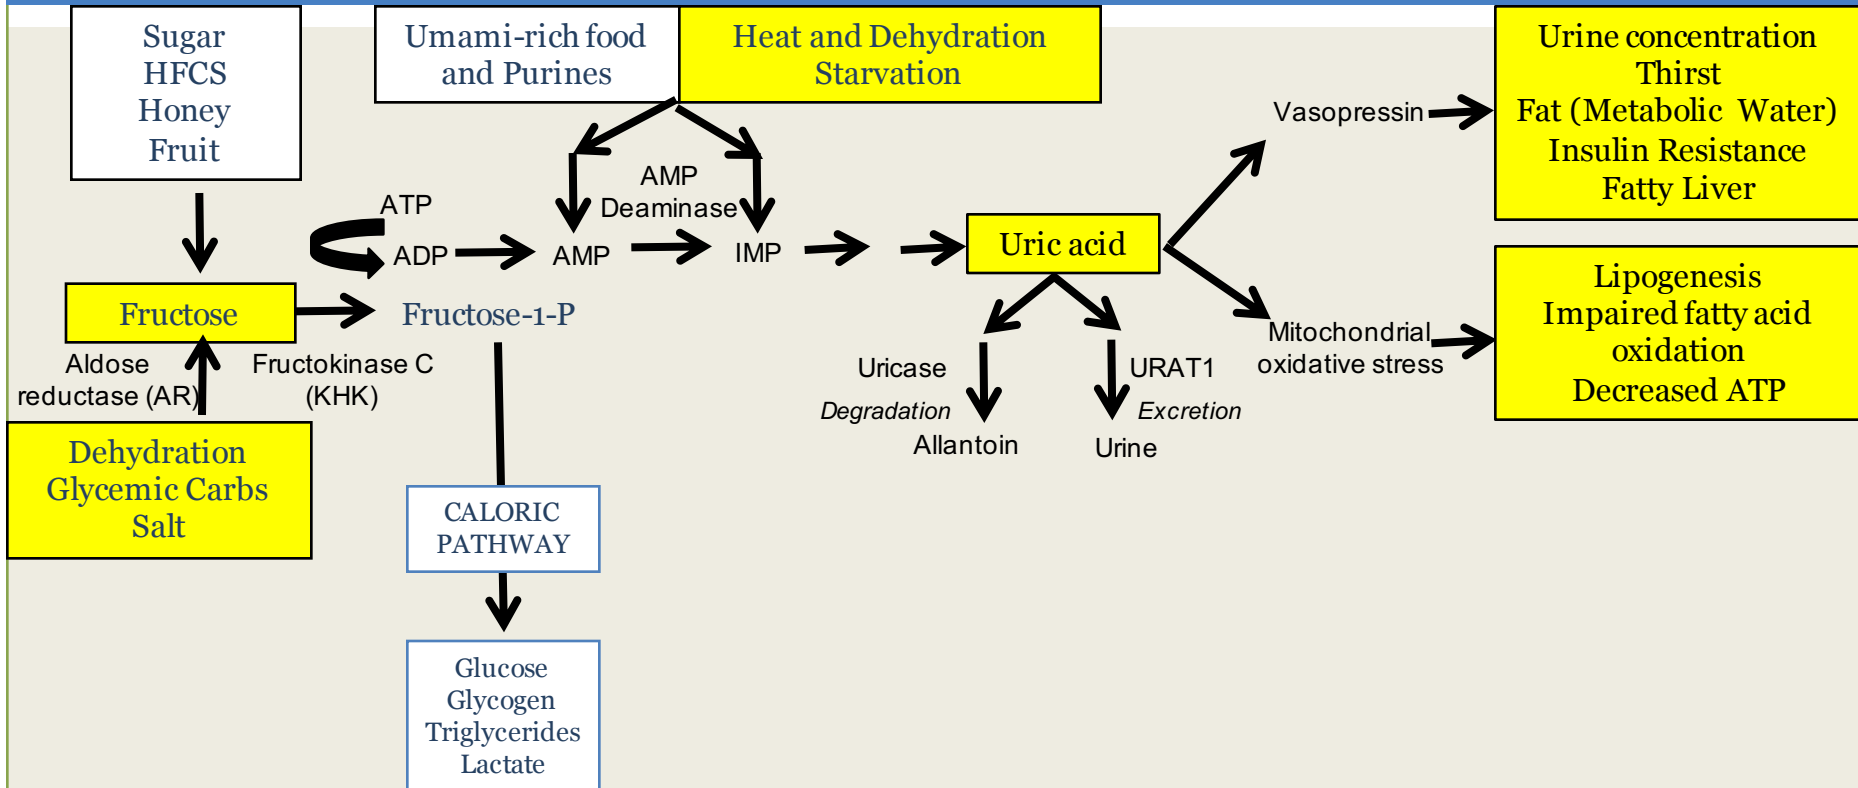 Sugar
HFCS
Honey
Fruit
Umami-rich food
and Purines
Heat and Dehydration
Starvation
Urine concentration
Thirst
Fat (Metabolic Water)
Insulin Resistance
Fatty Liver
Vasopressin
AMP
Deaminase
ATP
ADP
AMP
IMP
Uric acid
Fructose
Fructose-1-P
Aldose
reductase (AR)
Fructokinase C
(KHK)
Lipogenesis
Impaired fatty acid
oxidation
Decreased ATP
Mitochondrial
oxidative stress
Uricase
Degradation
Allantoin
URAT1
Excretion
Urine
Dehydration
Glycemic Carbs
Salt
CALORIC
PATHWAY
Glucose
Glycogen
Triglycerides
Lactate